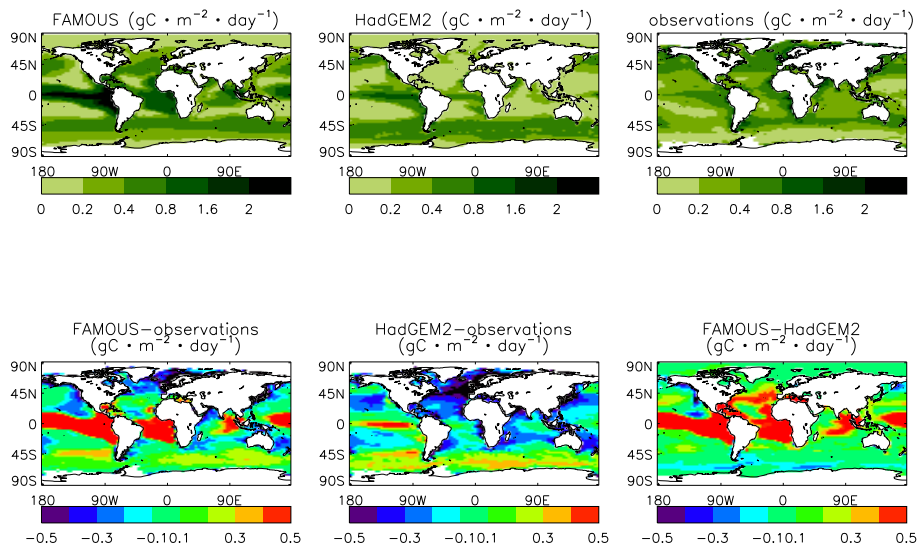 FAMOUS (gC • m⁻² • day⁻¹)
HadGEM2 (gC • m⁻² • day⁻¹)
observations (gC • m⁻² • day⁻¹)
90N
45N
0
45S
90S
180 90W 0 90E
180 90W 0 90E
180 90W 0 90E
90N
45N
0
45S
90S
90N
45N
0
45S
90S
0 0.2 0.4 0.8 1.6 2
0 0.2 0.4 0.8 1.6 2
0 0.2 0.4 0.8 1.6 2
FAMOUS−observations
(gC • m⁻² • day⁻¹)
HadGEM2−observations
(gC • m⁻² • day⁻¹)
FAMOUS−HadGEM2
(gC • m⁻² • day⁻¹)
90N
45N
0
45S
90S
90N
45N
0
45S
90S
90N
45N
0
45S
90S
180 90W 0 90E
180 90W 0 90E
180 90W 0 90E
−0.5 −0.3 −0.10.1 0.3 0.5
−0.5 −0.3 −0.10.1 0.3 0.5
−0.5 −0.3 −0.10.1 0.3 0.5